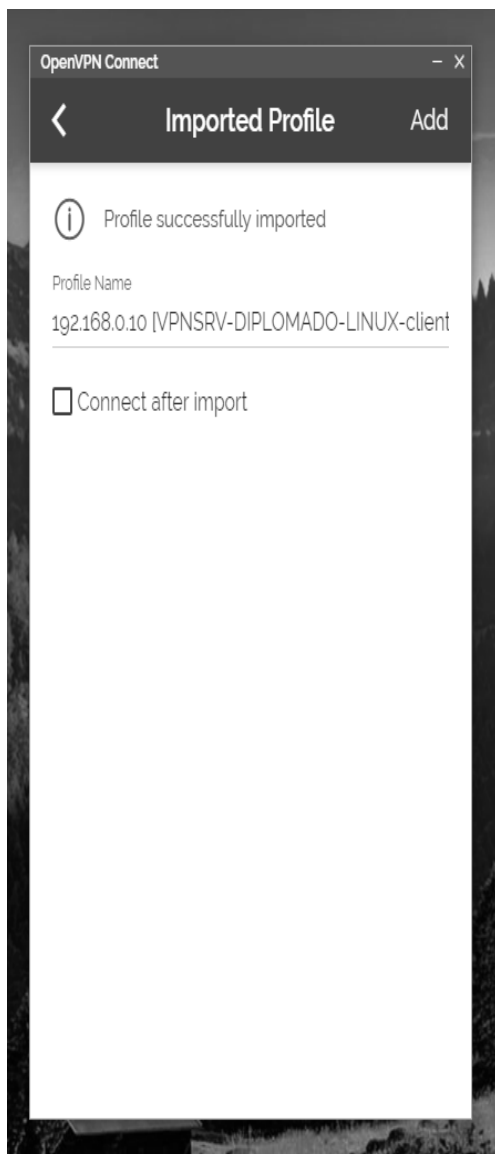 OpenVPN Connect
Imported Profile Add
Profile successfully imported
Profile Name
192.168.0.10 [VPNSRV-DIPLOMADO-LINUX-client
Connect after import